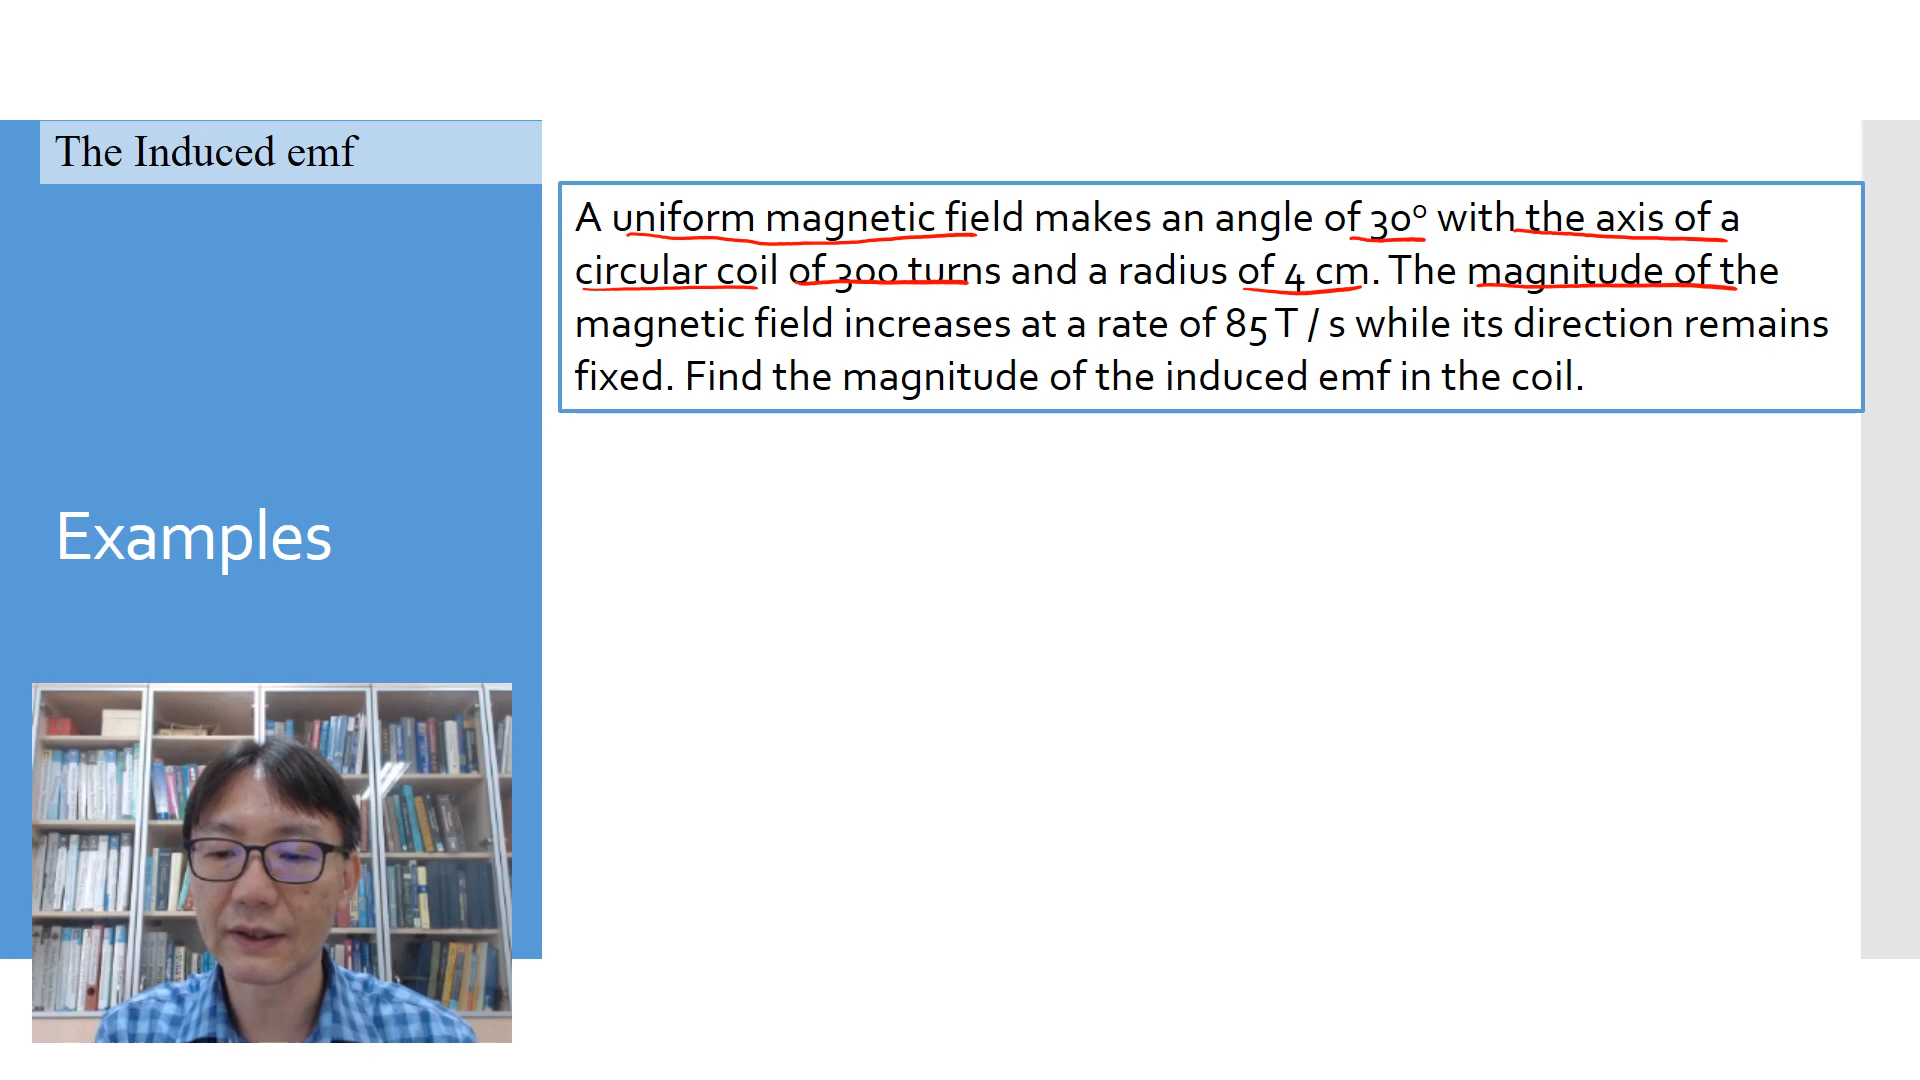 The Induced emf
A uniform magnetic field makes an angle of 30° with the axis of a
circular coil of 300 turns and a radius of 4 cm. The magnitude of the
magnetic field increases at a rate of 85 T / s while its direction remains
fixed. Find the magnitude of the induced emf in the coil.
Examples